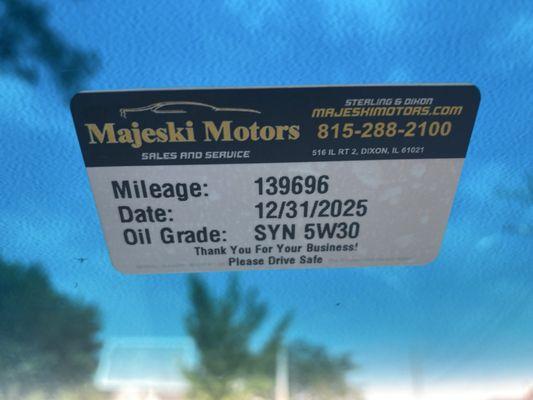 STERLING & DIXON
MAJESKIMOTORS.COM
Majeski Motors 815-288-2100
SALES AND SERVICE 516 IL RT 2, DIXON, IL 61021
Mileage: 139696
Date: 12/31/2025
Oil Grade: SYN 5W30
Thank You For Your Business!
Please Drive Safe